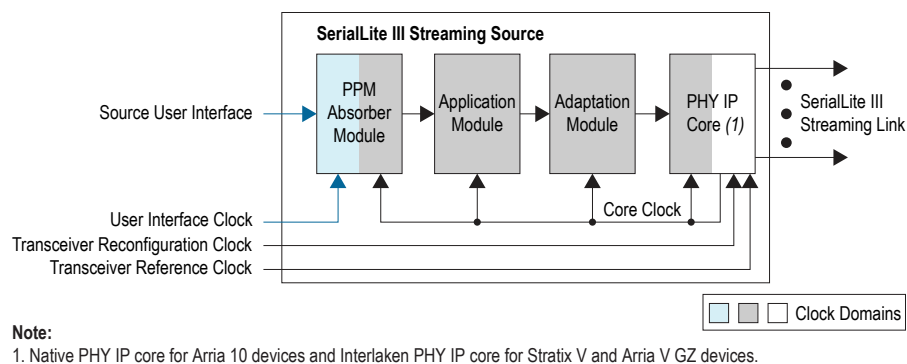 SerialLite III Streaming Source
PPM
Absorber
Module
Application
Module
Adaptation
Module
PHY IP
Core (1)
Source User Interface
SerialLite III
Streaming Link
User Interface Clock
Core Clock
Transceiver Reconfiguration Clock
Transceiver Reference Clock
Clock Domains
Note:
1. Native PHY IP core for Arria 10 devices and Interlaken PHY IP core for Stratix V and Arria V GZ devices.